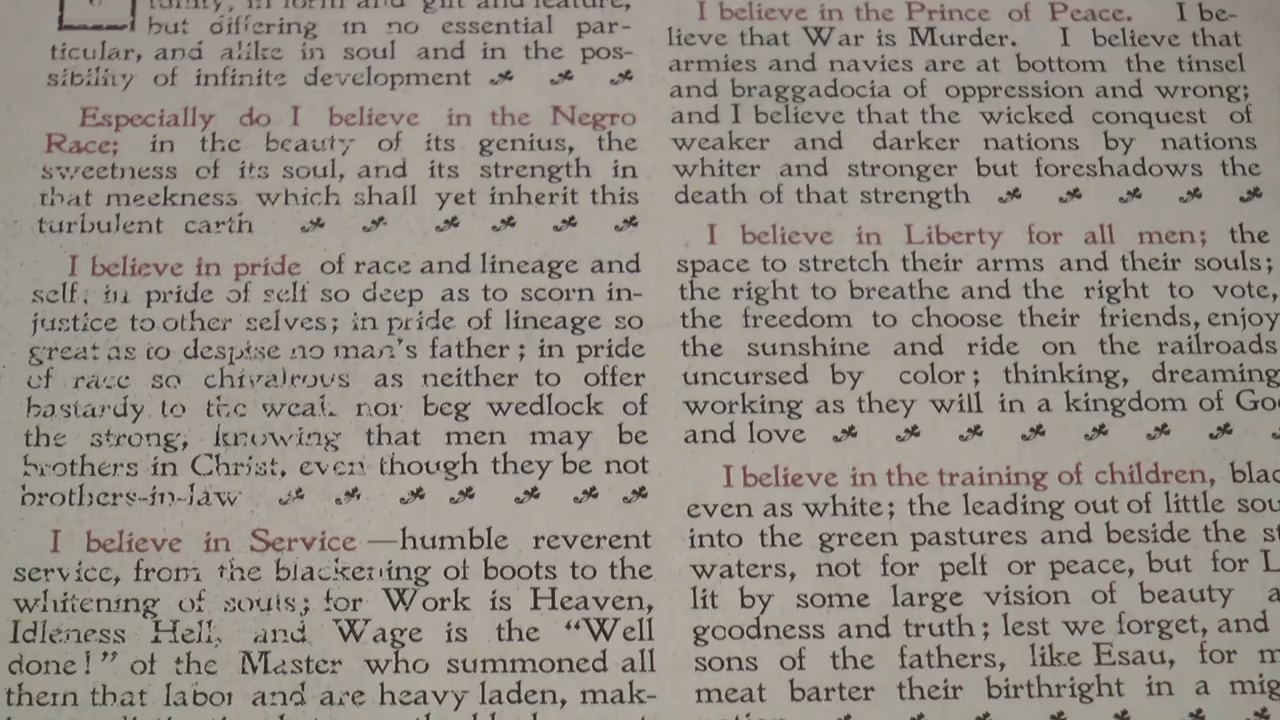 tunity, in form and gift and feature,
but differing in no essential par-
ticular, and alike in soul and in the pos-
sibility of infinite development
Especially do I believe in the Negro
Race; in the beauty of its genius, the
sweetness of its soul, and its strength in
that meekness which shall yet inherit this
turbulent earth
I believe in pride of race and lineage and
self; in pride of self so deep as to scorn in-
justice to other selves; in pride of lineage so
great as to despise no man's father; in pride
of race so chivalrous as neither to offer
bastardy to the weak nor beg wedlock of
the strong, knowing that men may be
brothers in Christ, even though they be not
brothers-in-law
I believe in Service—humble reverent
service, from the blackening of boots to the
whitening of souls; for Work is Heaven,
Idleness Hell, and Wage is the "Well
done!" of the Master who summoned all
them that labor and are heavy laden, mak-
I believe in the Prince of Peace. I be-
lieve that War is Murder. I believe that
armies and navies are at bottom the tinsel
and braggadocia of oppression and wrong;
and I believe that the wicked conquest of
weaker and darker nations by nations
whiter and stronger but foreshadows the
death of that strength
I believe in Liberty for all men; the
space to stretch their arms and their souls;
the right to breathe and the right to vote,
the freedom to choose their friends, enjoy
the sunshine and ride on the railroads
uncursed by color; thinking, dreaming
working as they will in a kingdom of Go
and love
I believe in the training of children, blac
even as white; the leading out of little sou
into the green pastures and beside the st
waters, not for pelf or peace, but for L
lit by some large vision of beauty a
goodness and truth; lest we forget, and
sons of the fathers, like Esau, for m
meat barter their birthright in a mig